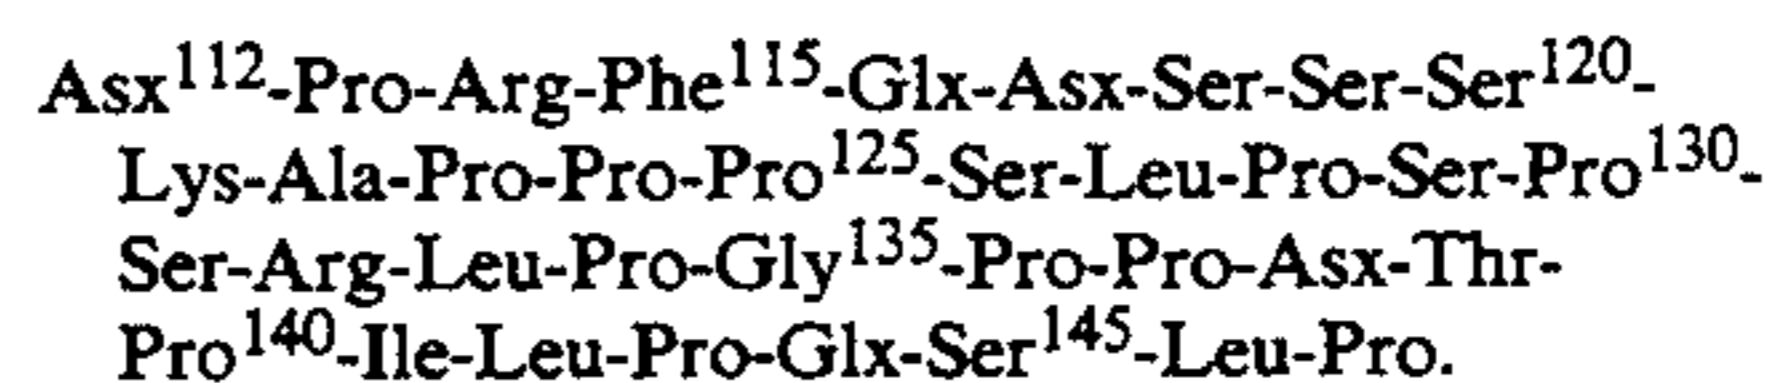 Asx¹¹²-Pro-Arg-Phe¹¹⁵-Glx-Asx-Ser-Ser-Ser¹²⁰-
Lys-Ala-Pro-Pro-Pro¹²⁵-Ser-Leu-Pro-Ser-Pro¹³⁰-
Ser-Arg-Leu-Pro-Gly¹³⁵-Pro-Pro-Asx-Thr-
Pro¹⁴⁰-Ile-Leu-Pro-Glx-Ser¹⁴⁵-Leu-Pro.